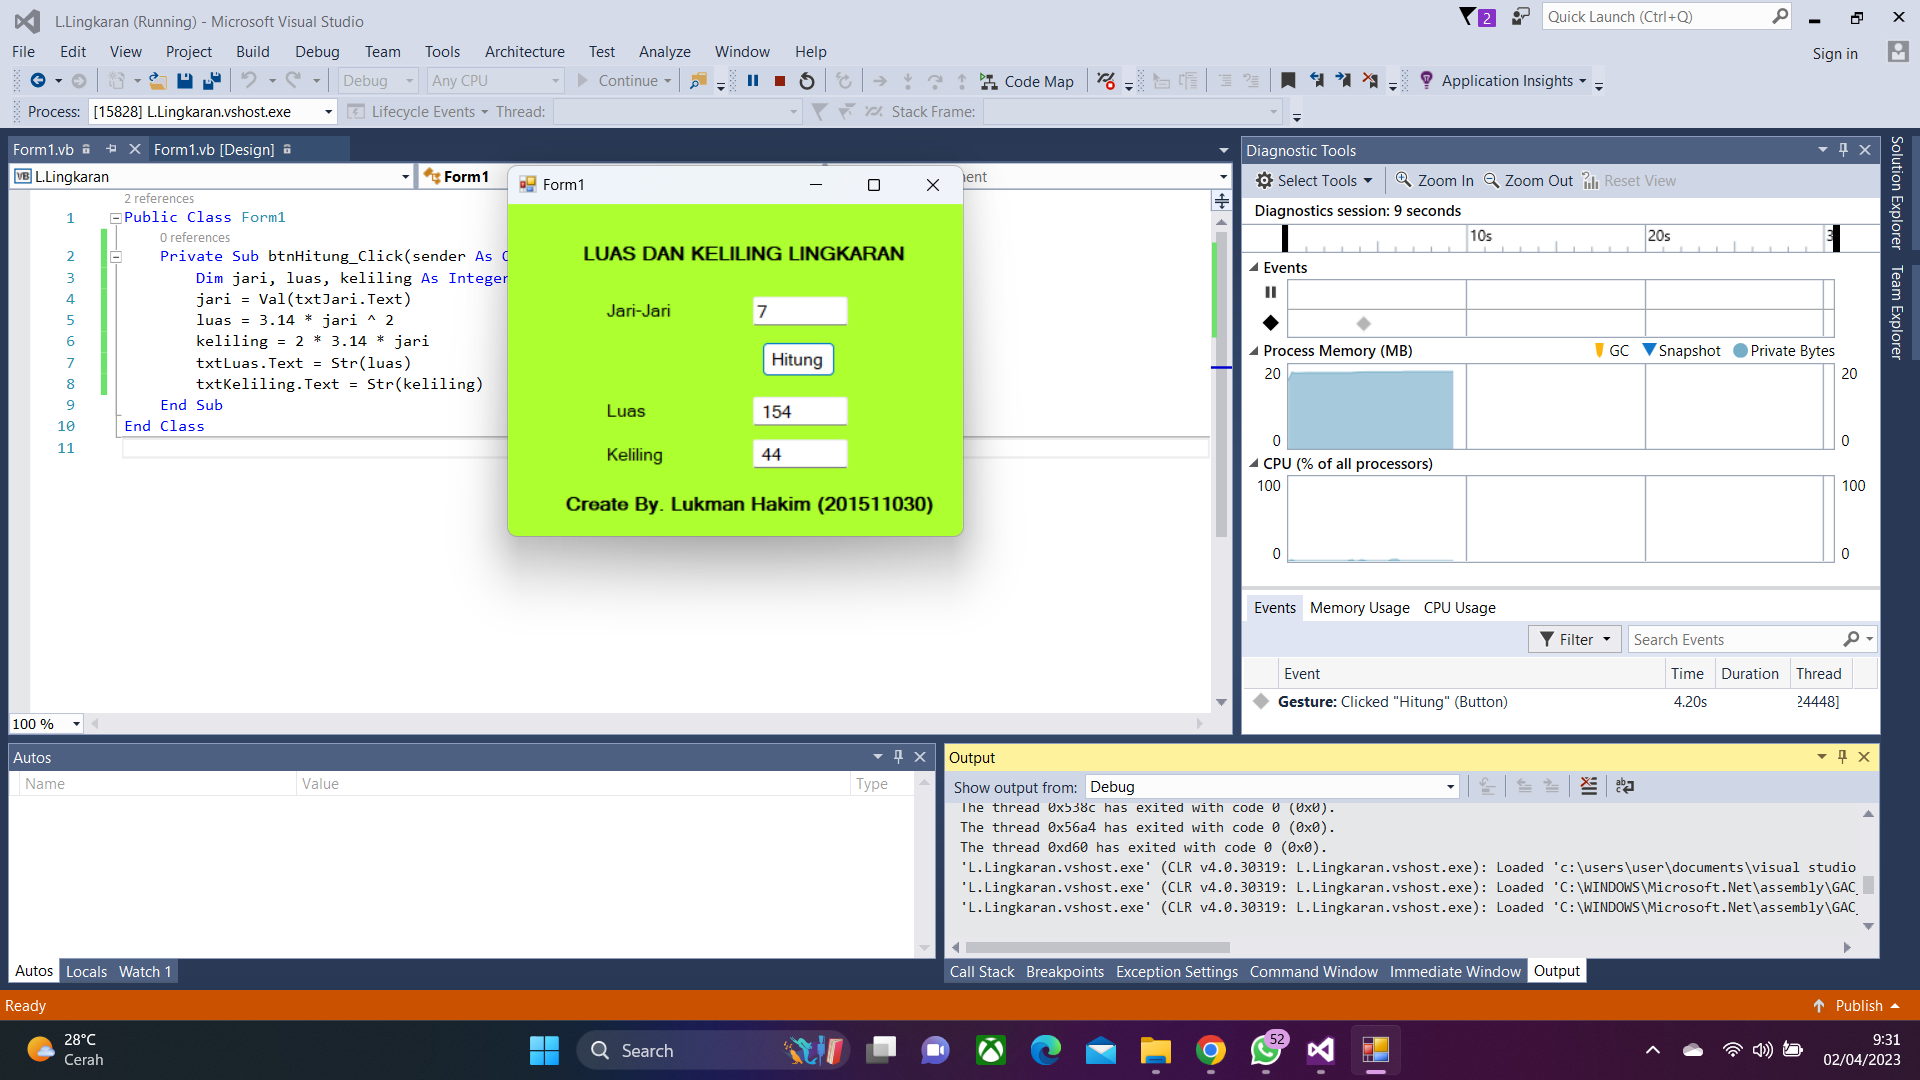 L.Lingkaran (Running) - Microsoft Visual Studio
2
Quick Launch (Ctrl+Q)
File Edit View Project Build Debug Team Tools Architecture Test Analyze Window Help
Sign in
Debug Any CPU Continue Code Map Application Insights
Process: [15828] L.Lingkaran.vshost.exe Lifecycle Events Thread: Stack Frame:
Form1.vb Form1.vb [Design]
VB L.Lingkaran Form1
2 references
1 Public Class Form1
0 references
2 Private Sub btnHitung_Click(sender As
3 Dim jari, luas, keliling As Integer
4 jari = Val(txtJari.Text)
5 luas = 3.14 * jari ^ 2
6 keliling = 2 * 3.14 * jari
7 txtLuas.Text = Str(luas)
8 txtKeliling.Text = Str(keliling)
9 End Sub
10 End Class
11
100 %
Form1
LUAS DAN KELILING LINGKARAN
Jari-Jari 7
Hitung
Luas 154
Keliling 44
Create By. Lukman Hakim (201511030)
Diagnostic Tools
Select Tools Zoom In Zoom Out Reset View
Diagnostics session: 9 seconds
10s 20s 3
Events
Process Memory (MB) GC Snapshot Private Bytes
20 20
0 0
CPU (% of all processors)
100 100
0 0
Events Memory Usage CPU Usage
Filter Search Events
Event Time Duration Thread
Gesture: Clicked "Hitung" (Button) 4.20s 24448]
Solution Explorer
Team Explorer
Autos
Name Value Type
Autos Locals Watch 1
Output
Show output from: Debug
The thread 0x538c has exited with code 0 (0x0).
The thread 0x56a4 has exited with code 0 (0x0).
The thread 0xd60 has exited with code 0 (0x0).
'L.Lingkaran.vshost.exe' (CLR v4.0.30319: L.Lingkaran.vshost.exe): Loaded 'c:\users\user\documents\visual studio
'L.Lingkaran.vshost.exe' (CLR v4.0.30319: L.Lingkaran.vshost.exe): Loaded 'C:\WINDOWS\Microsoft.Net\assembly\GAC_
'L.Lingkaran.vshost.exe' (CLR v4.0.30319: L.Lingkaran.vshost.exe): Loaded 'C:\WINDOWS\Microsoft.Net\assembly\GAC_
Call Stack Breakpoints Exception Settings Command Window Immediate Window Output
Ready
Publish
28°C
Cerah
Search
52
9:31
02/04/2023